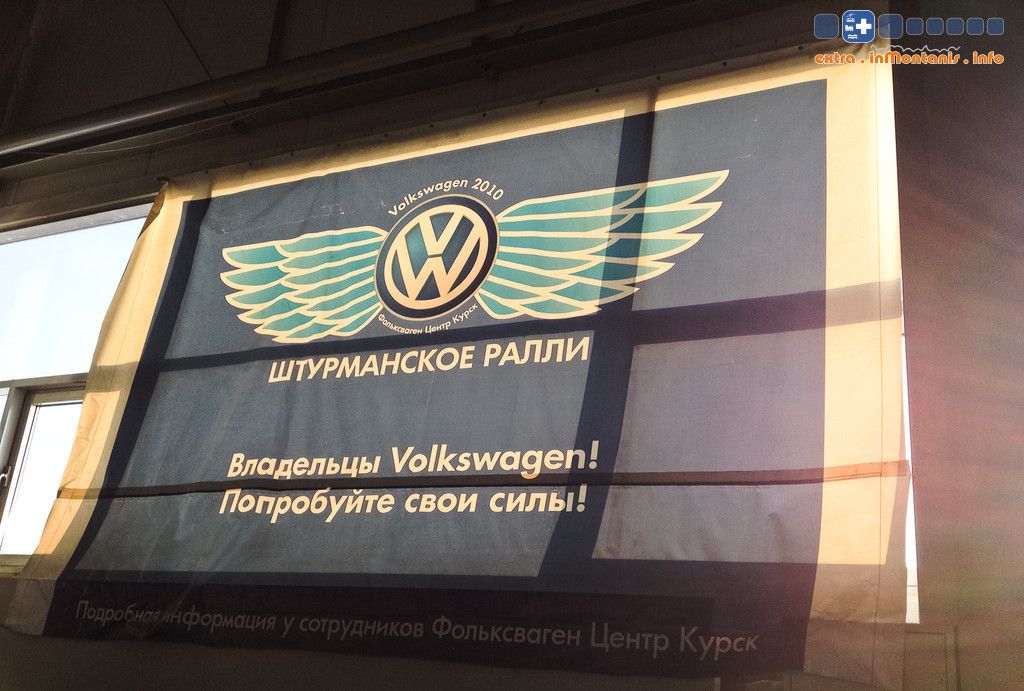 extra . inMontanis . info
Volkswagen 2010
Фольксваген Центр Курск
ШТУРМАНСКОЕ РАЛЛИ
Владельцы Volkswagen!
Попробуйте свои силы!
Подробная информация у сотрудников Фольксваген Центр Курск